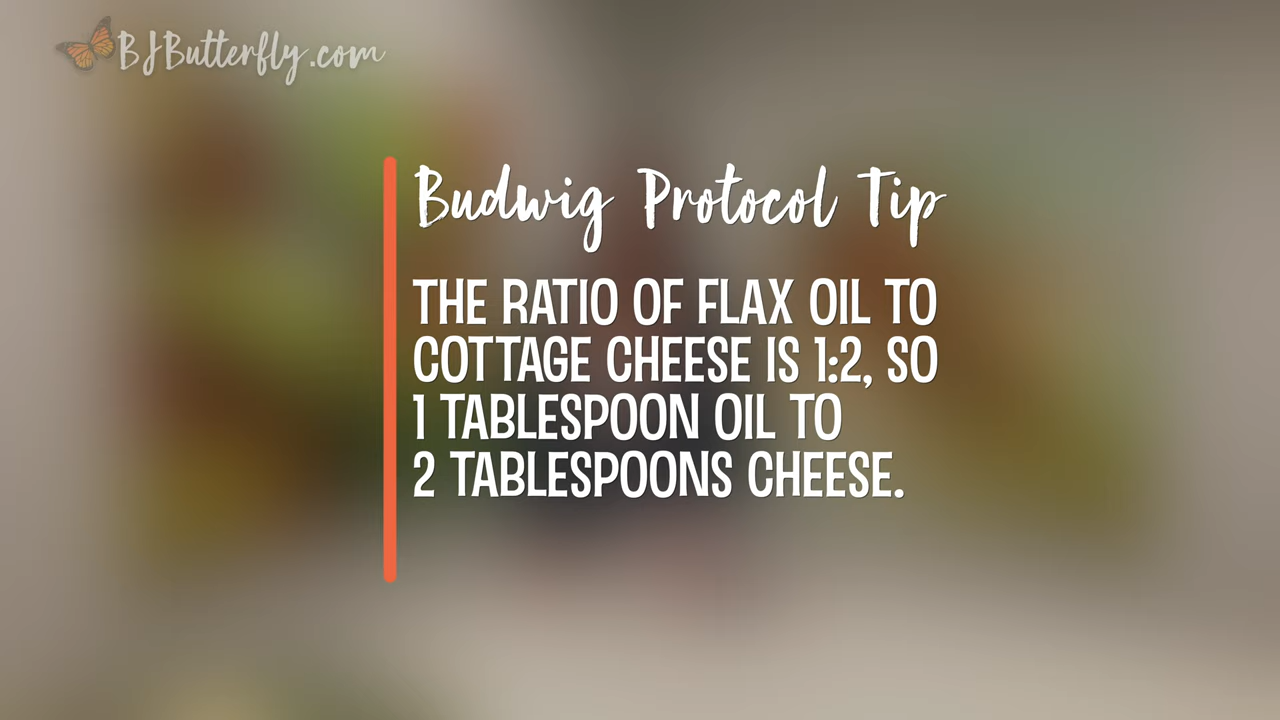 BJButterfly.com
Budwig Protocol Tip
THE RATIO OF FLAX OIL TO
COTTAGE CHEESE IS 1:2, SO
1 TABLESPOON OIL TO
2 TABLESPOONS CHEESE.